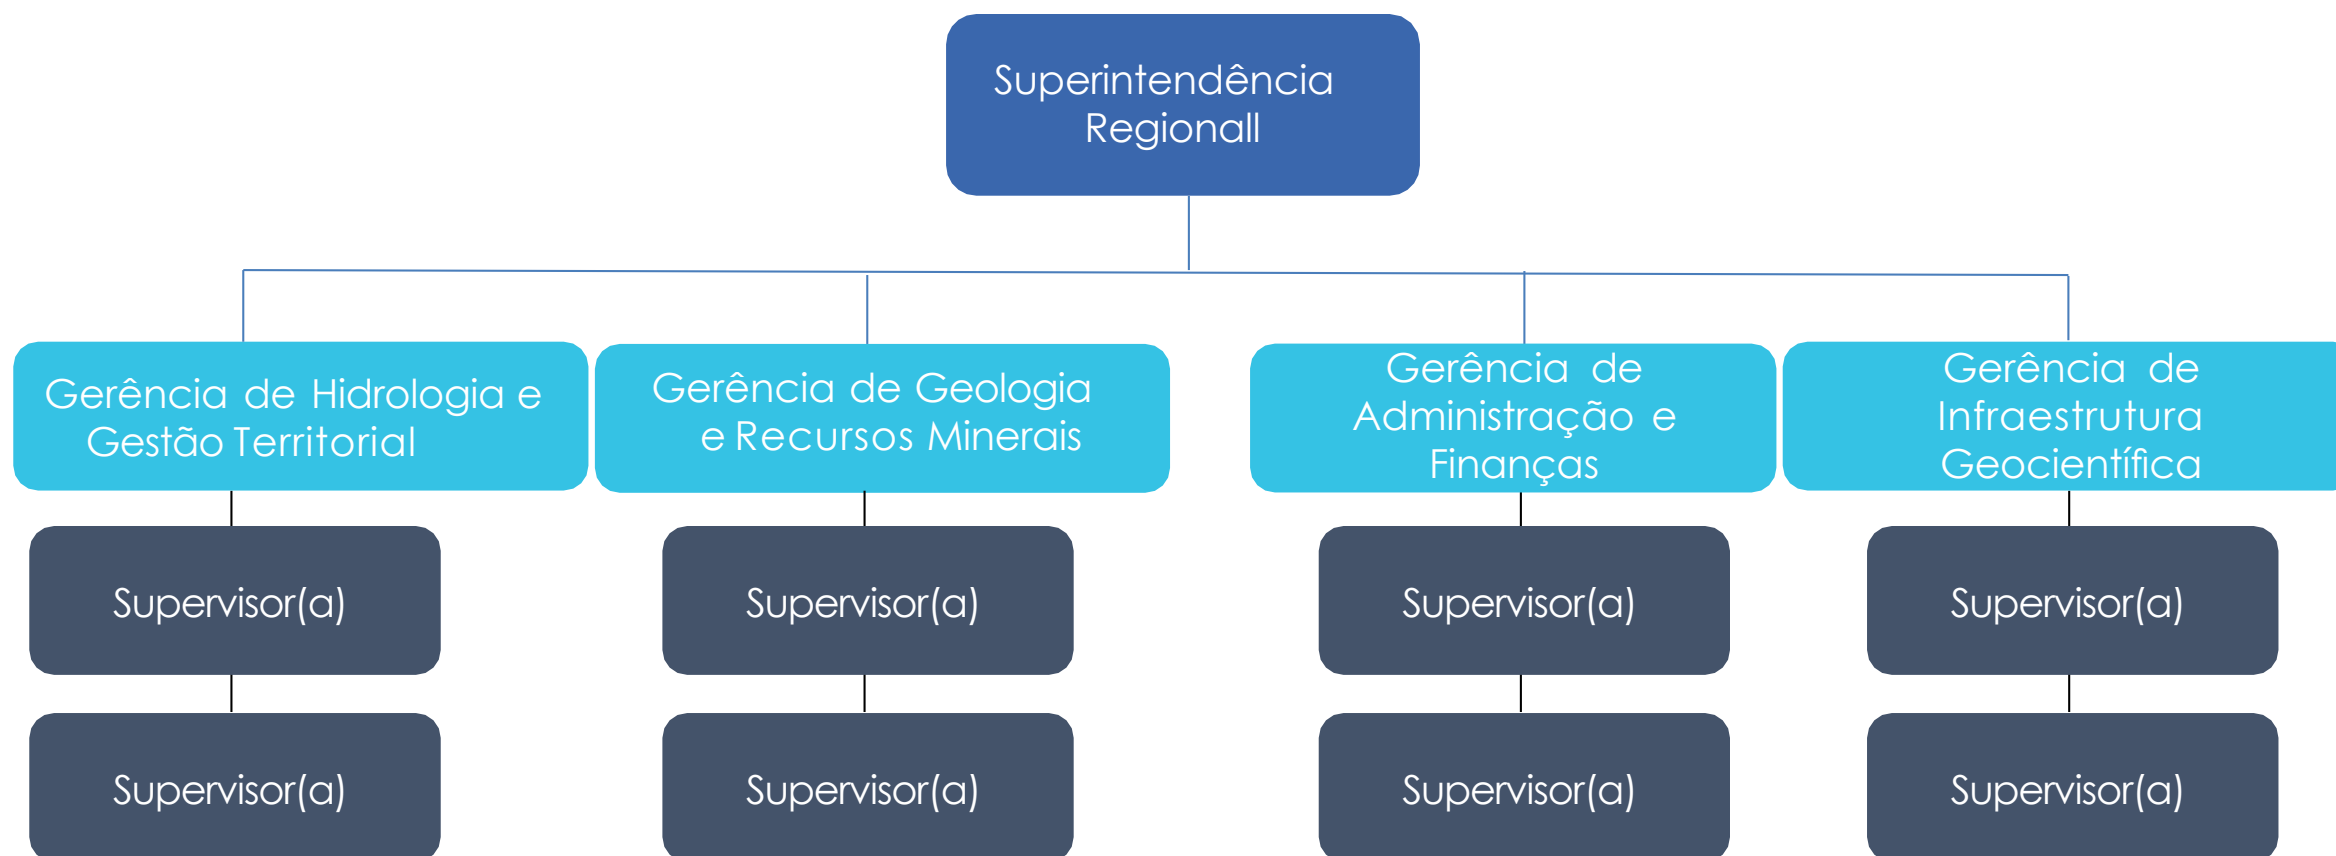 Superintendência
Regionall
Gerência de Hidrologia e
Gestão Territorial
Gerência de Geologia
e Recursos Minerais
Gerência de
Administração e
Finanças
Gerência de
Infraestrutura
Geocientífica
Supervisor(a)
Supervisor(a)
Supervisor(a)
Supervisor(a)
Supervisor(a)
Supervisor(a)
Supervisor(a)
Supervisor(a)